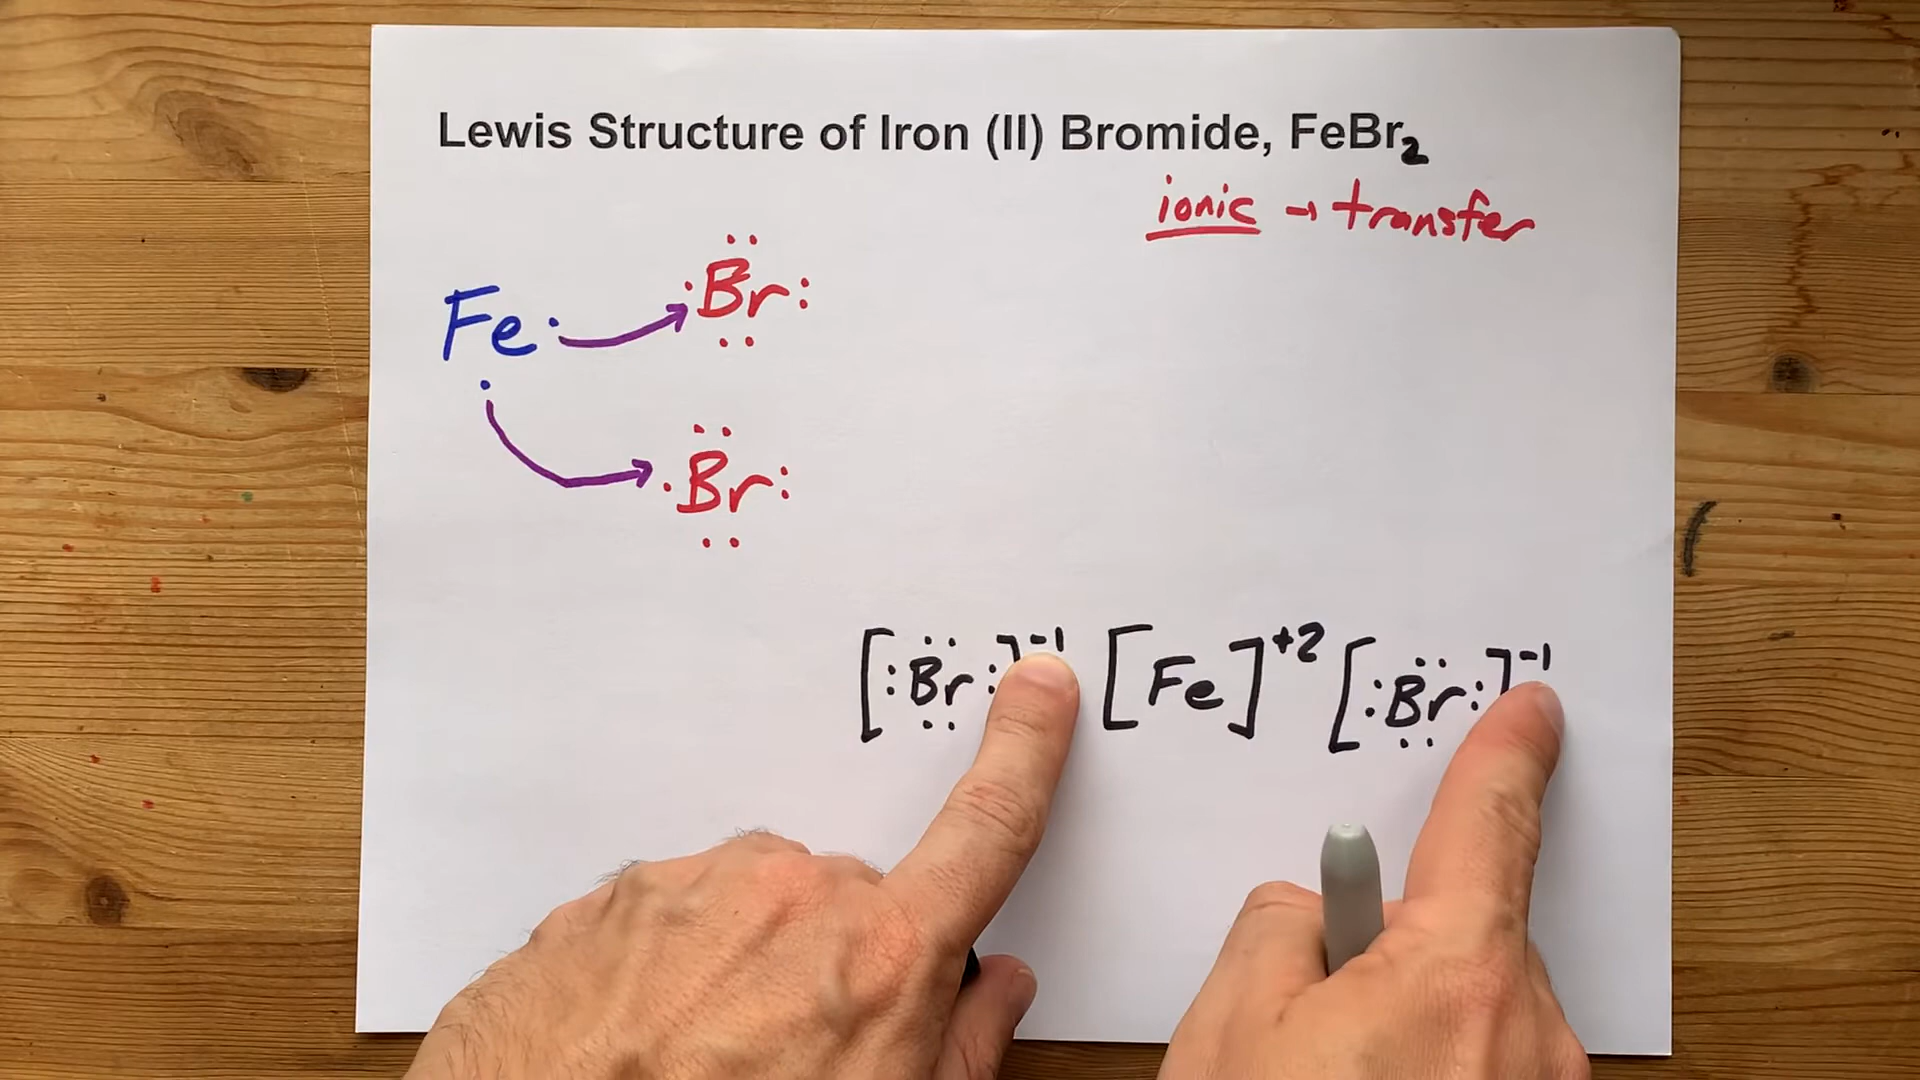 Lewis Structure of Iron (II) Bromide, FeBr₂
ionic → transfer
Fe· ·Br:
·Br:
[:Br:]⁻¹ [Fe]⁺² [:Br:]⁻¹